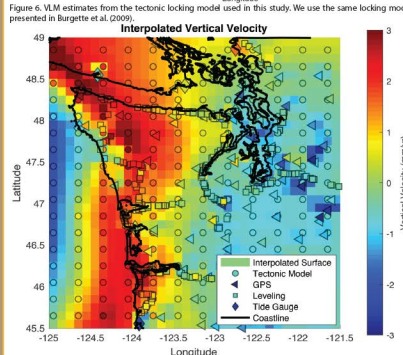 Longitude
Figure 6. VLM estimates from the tectonic locking model used in this study. We use the same locking mod
presented in Burgette et al. (2009).
Interpolated Vertical Velocity
49
48.5
48
47.5
47
46.5
46
45.5
Latitude
-125
-124.5
-124
-123.5
-123
-122.5
-122
-121.5
Longitude
Interpolated Surface
Tectonic Model
GPS
Leveling
Tide Gauge
Coastline
3
2
1
0
-1
-2
-3
Vertical Velocity